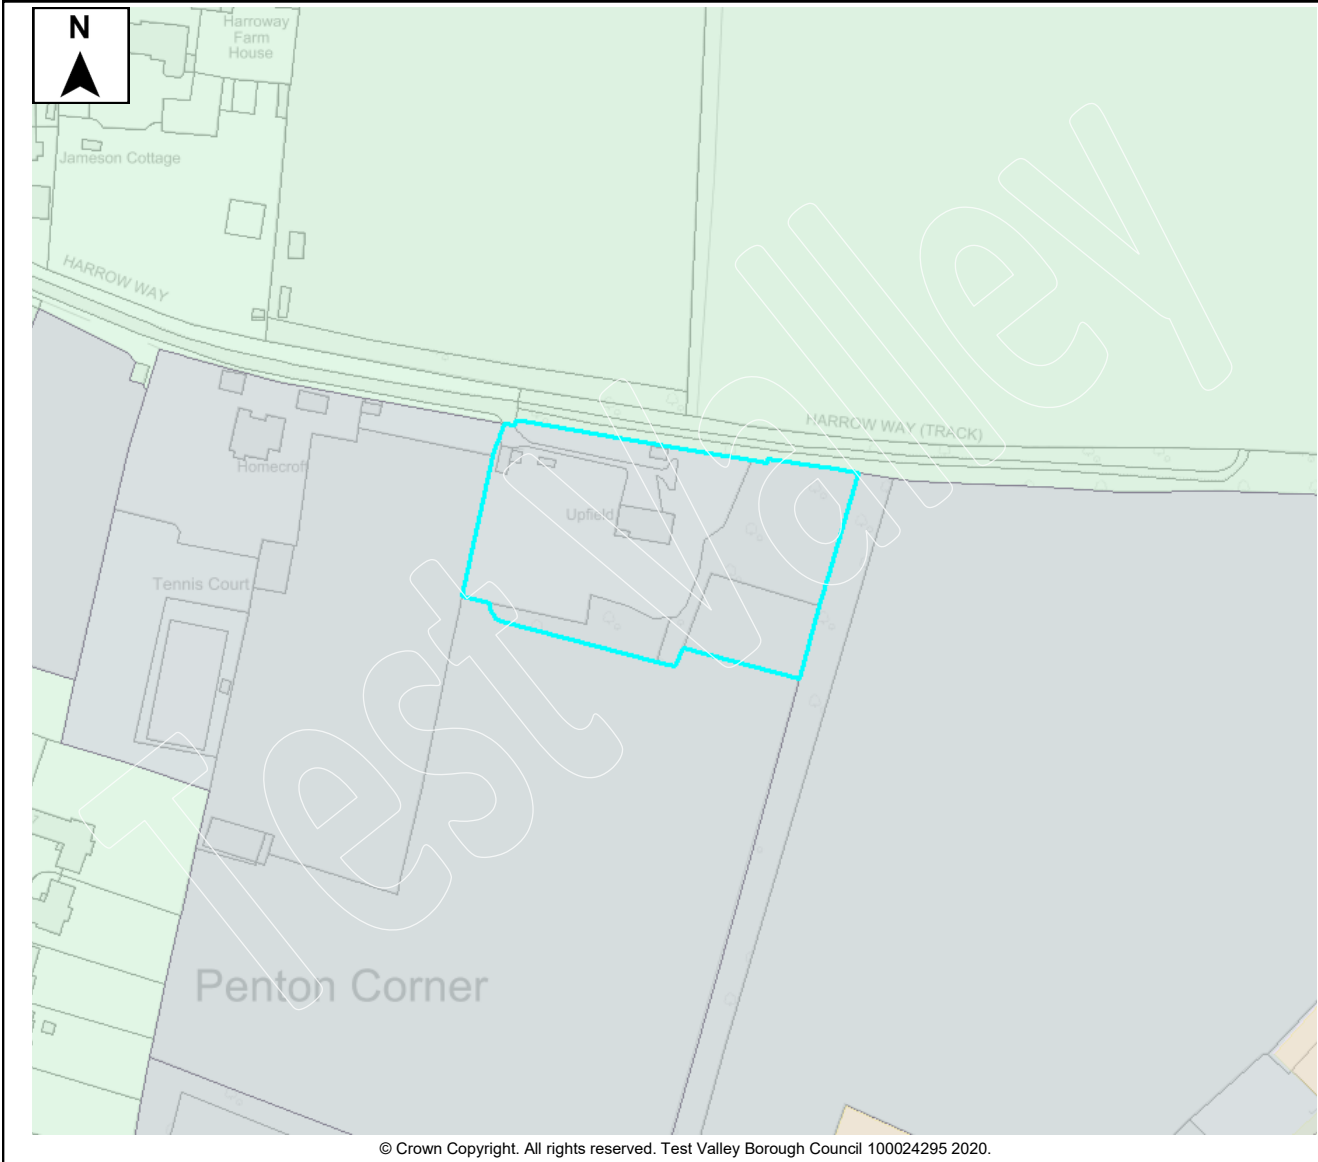 N
Harroway
Farm
House
Jameson Cottage
HARROW WAY
HARROW WAY (TRACK)
Homecroft
Upfield
Tennis Court
Test Valley
Penton Corner
© Crown Copyright. All rights reserved. Test Valley Borough Council 100024295 2020.